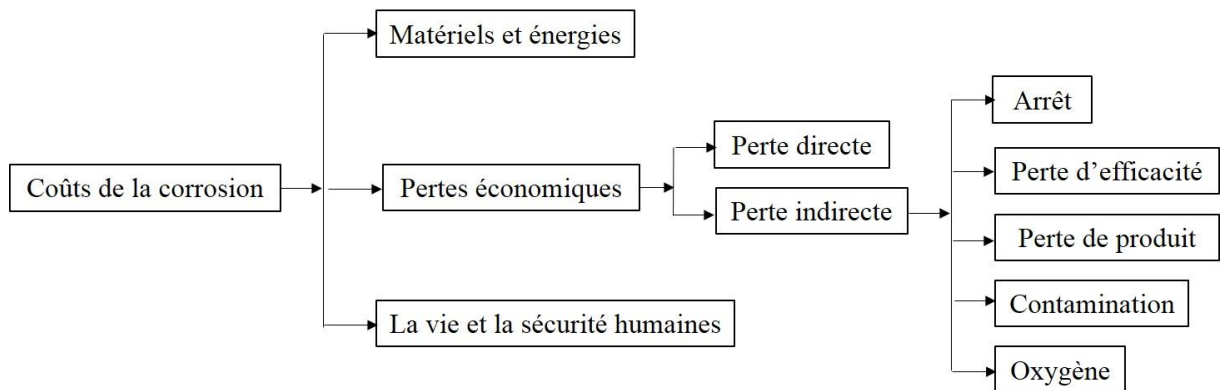 Coûts de la corrosion
Matériels et énergies
Pertes économiques
La vie et la sécurité humaines
Perte directe
Perte indirecte
Arrêt
Perte d’efficacité
Perte de produit
Contamination
Oxygène